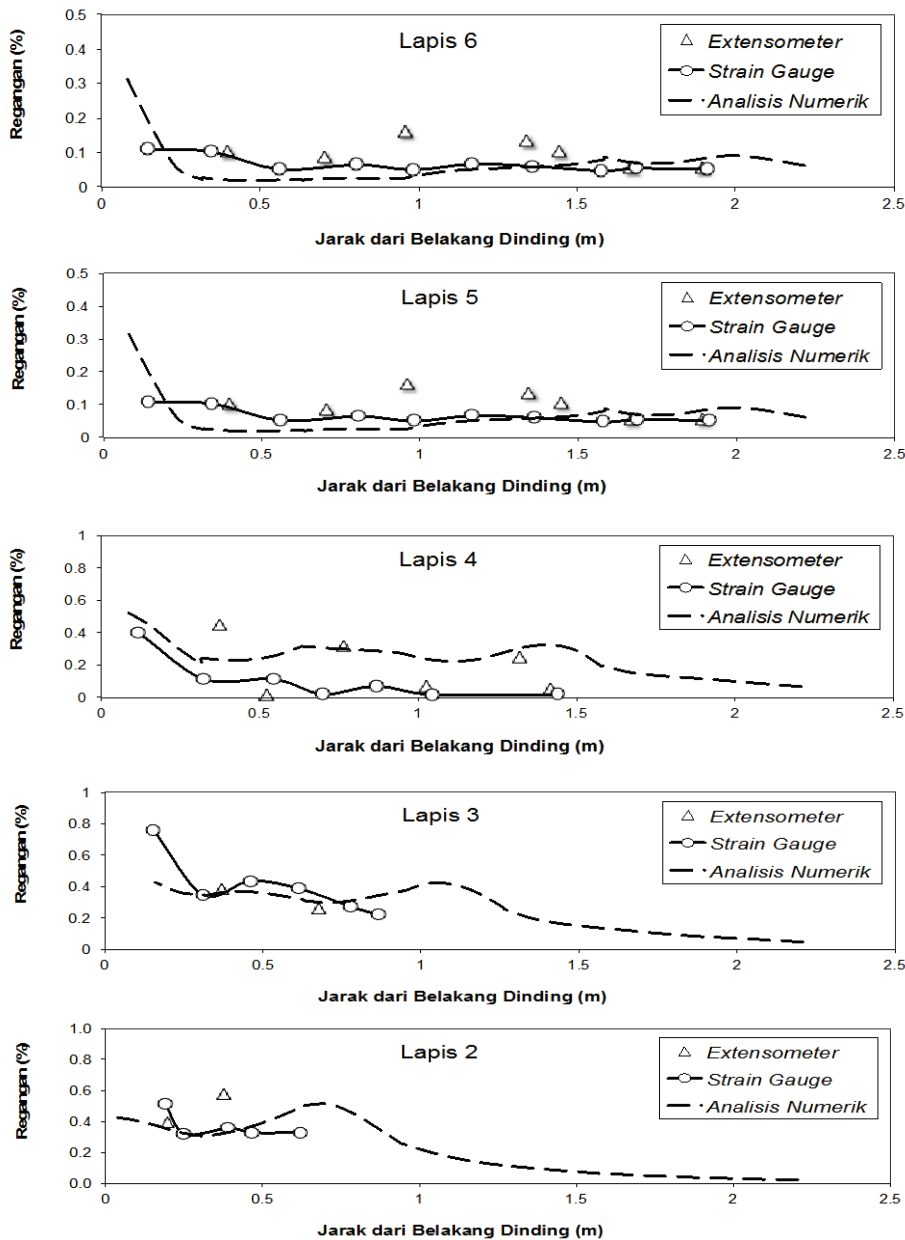 Lapis 6
Regangan (%)
0.5
0.4
0.3
0.2
0.1
0
0
0.5
1
1.5
2
2.5
Extensometer
Strain Gauge
Analisis Numerik
Jarak dari Belakang Dinding (m)
Lapis 5
Regangan (%)
0.5
0.4
0.3
0.2
0.1
0
0
0.5
1
1.5
2
2.5
Extensometer
Strain Gauge
Analisis Numerik
Jarak dari Belakang Dinding (m)
Lapis 4
Regangan (%)
1
0.8
0.6
0.4
0.2
0
0
0.5
1
1.5
2
2.5
Extensometer
Strain Gauge
Analisis Numerik
Jarak dari Belakang Dinding (m)
Lapis 3
Regangan (%)
1
0.8
0.6
0.4
0.2
0
0
0.5
1
1.5
2
2.5
Extensometer
Strain Gauge
Analisis Numerik
Jarak dari Belakang Dinding (m)
Lapis 2
Regangan (%)
1.0
0.8
0.6
0.4
0.2
0.0
0
0.5
1
1.5
2
2.5
Extensometer
Strain Gauge
Analisis Numerik
Jarak dari Belakang Dinding (m)